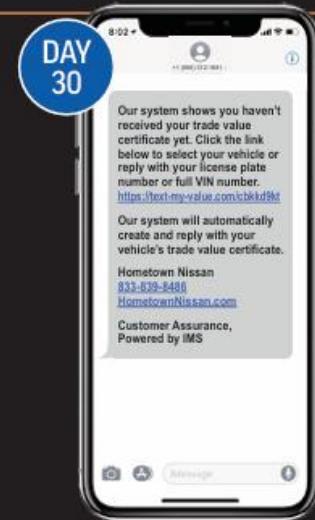 DAY
30
8:02
Our system shows you haven't
received your trade value
certificate yet. Click the link
below to select your vehicle or
reply with your license plate
number or full VIN number.
https://text-my-value.com/cbkkd9kt
Our system will automatically
create and reply with your
vehicle's trade value certificate.
Hometown Nissan
833-839-8486
HometownNissan.com
Customer Assurance,
Powered by IMS
iMessage